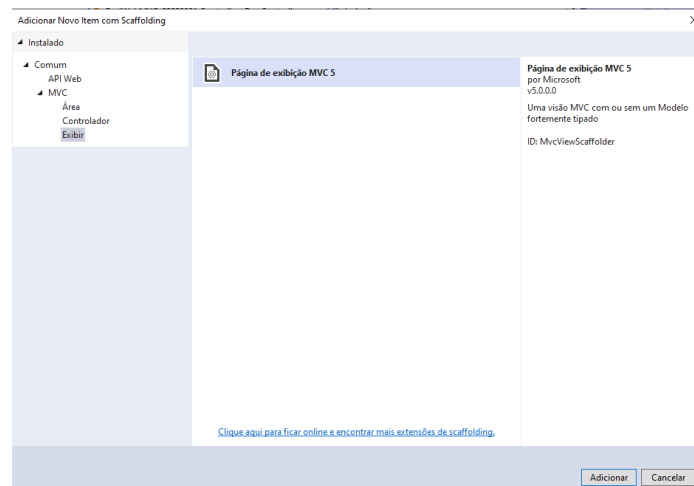 Adicionar Novo Item com Scaffolding
Instalado
Comum
API Web
MVC
Área
Controlador
Exibir
Página de exibição MVC 5
Página de exibição MVC 5
por Microsoft
v5.0.0.0
Uma visão MVC com ou sem um Modelo
fortemente tipado
ID: MvcViewScaffolder
Clique aqui para ficar online e encontrar mais extensões de scaffolding.
Adicionar
Cancelar